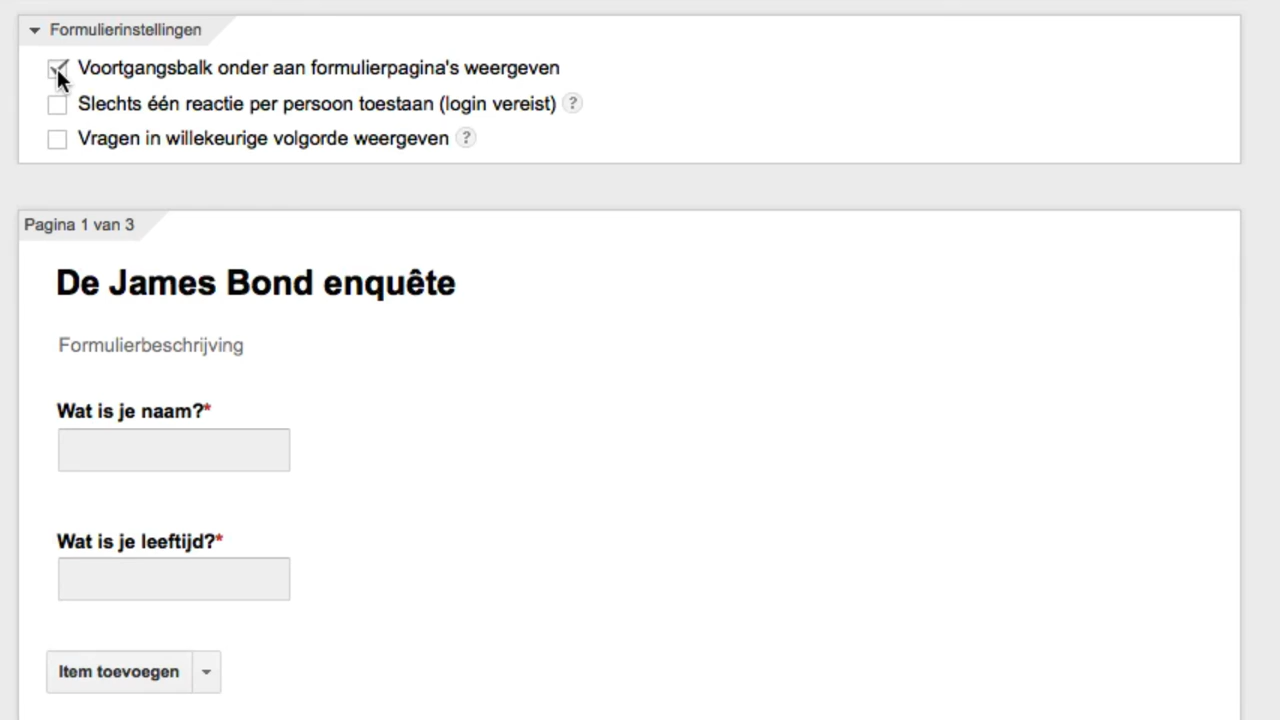 Formulierinstellingen
Voortgangsbalk onder aan formulierpagina's weergeven
Slechts één reactie per persoon toestaan (login vereist) ?
Vragen in willekeurige volgorde weergeven ?
Pagina 1 van 3
De James Bond enquête
Formulierbeschrijving
Wat is je naam?*
Wat is je leeftijd?*
Item toevoegen